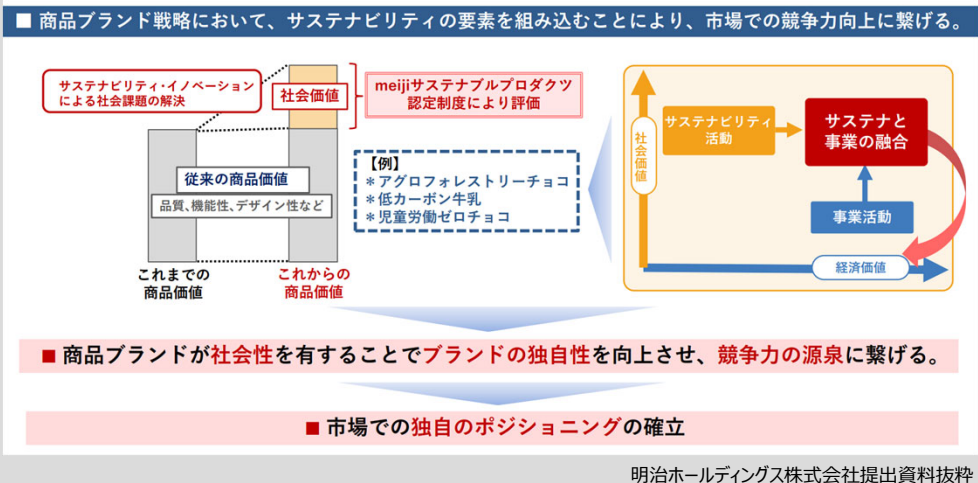 ■ 商品ブランド戦略において、サステナビリティの要素を組み込むことにより、市場での競争力向上に繋げる。
サステナビリティ・イノベーション
による社会課題の解決
社会価値
meijiサステナブルプロダクツ
認定制度により評価
従来の商品価値
品質、機能性、デザイン性など
【例】
＊アグロフォレストリーチョコ
＊低カーボン牛乳
＊児童労働ゼロチョコ
これまでの
商品価値
これからの
商品価値
社会価値
サステナビリティ
活動
サステナと
事業の融合
事業活動
経済価値
■ 商品ブランドが社会性を有することでブランドの独自性を向上させ、競争力の源泉に繋げる。
■ 市場での独自のポジショニングの確立
明治ホールディングス株式会社提出資料抜粋